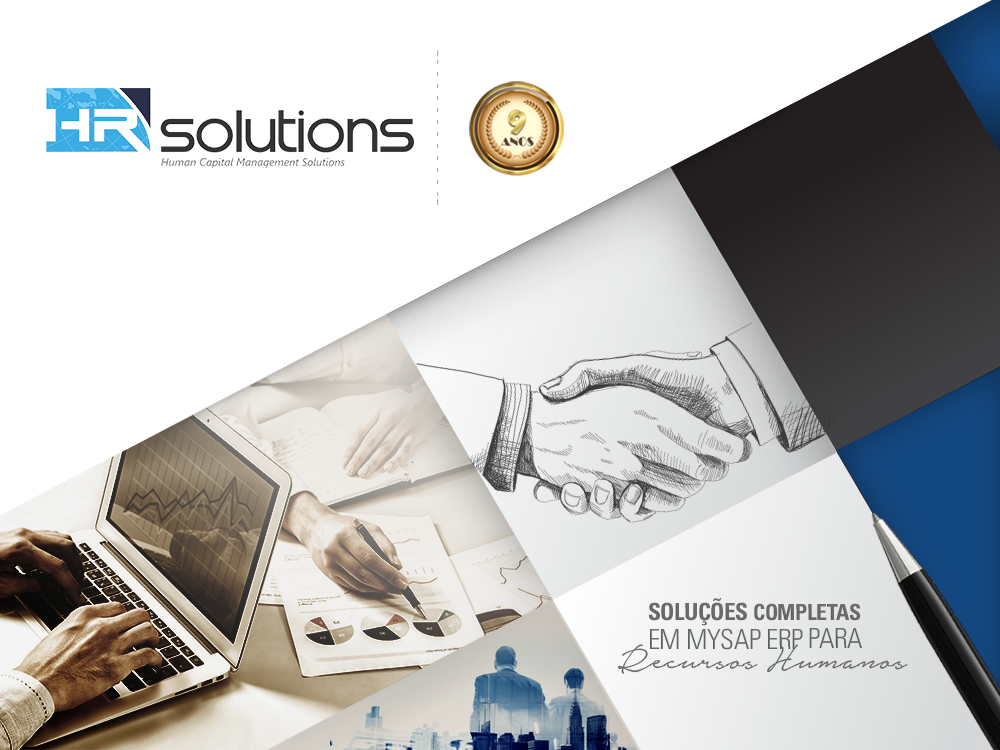 HR solutions
Human Capital Management Solutions
9
ANOS
SOLUÇÕES COMPLETAS
EM MYSAP ERP PARA
Recursos Humanos